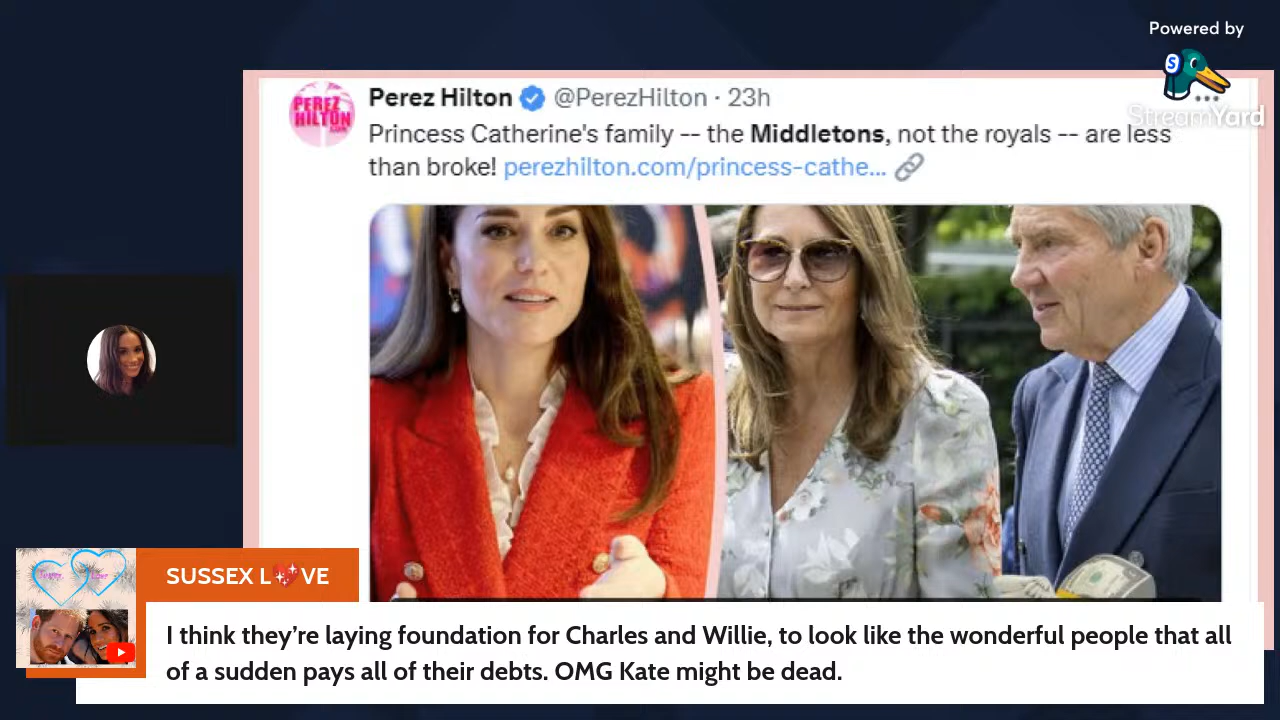 Powered by
StreamYard
PEREZ
HILTON
.COM
Perez Hilton @PerezHilton · 23h
Princess Catherine's family -- the Middletons, not the royals -- are less
than broke! perezhilton.com/princess-cathe...
SUSSEX L💖VE
I think they’re laying foundation for Charles and Willie, to look like the wonderful people that all
of a sudden pays all of their debts. OMG Kate might be dead.